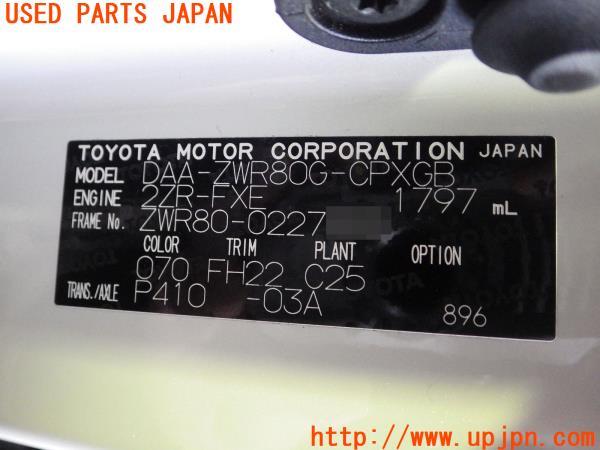 USED PARTS JAPAN
TOYOTA MOTOR CORPORATION JAPAN
MODEL DAA-ZWR80G-CPXGB
ENGINE 2ZR-FXE 1797 mL
FRAME No. ZWR80-0227
COLOR TRIM PLANT OPTION
070 FH22 C25
TRANS./AXLE P410 -03A
896
http://www.upjpn.com/